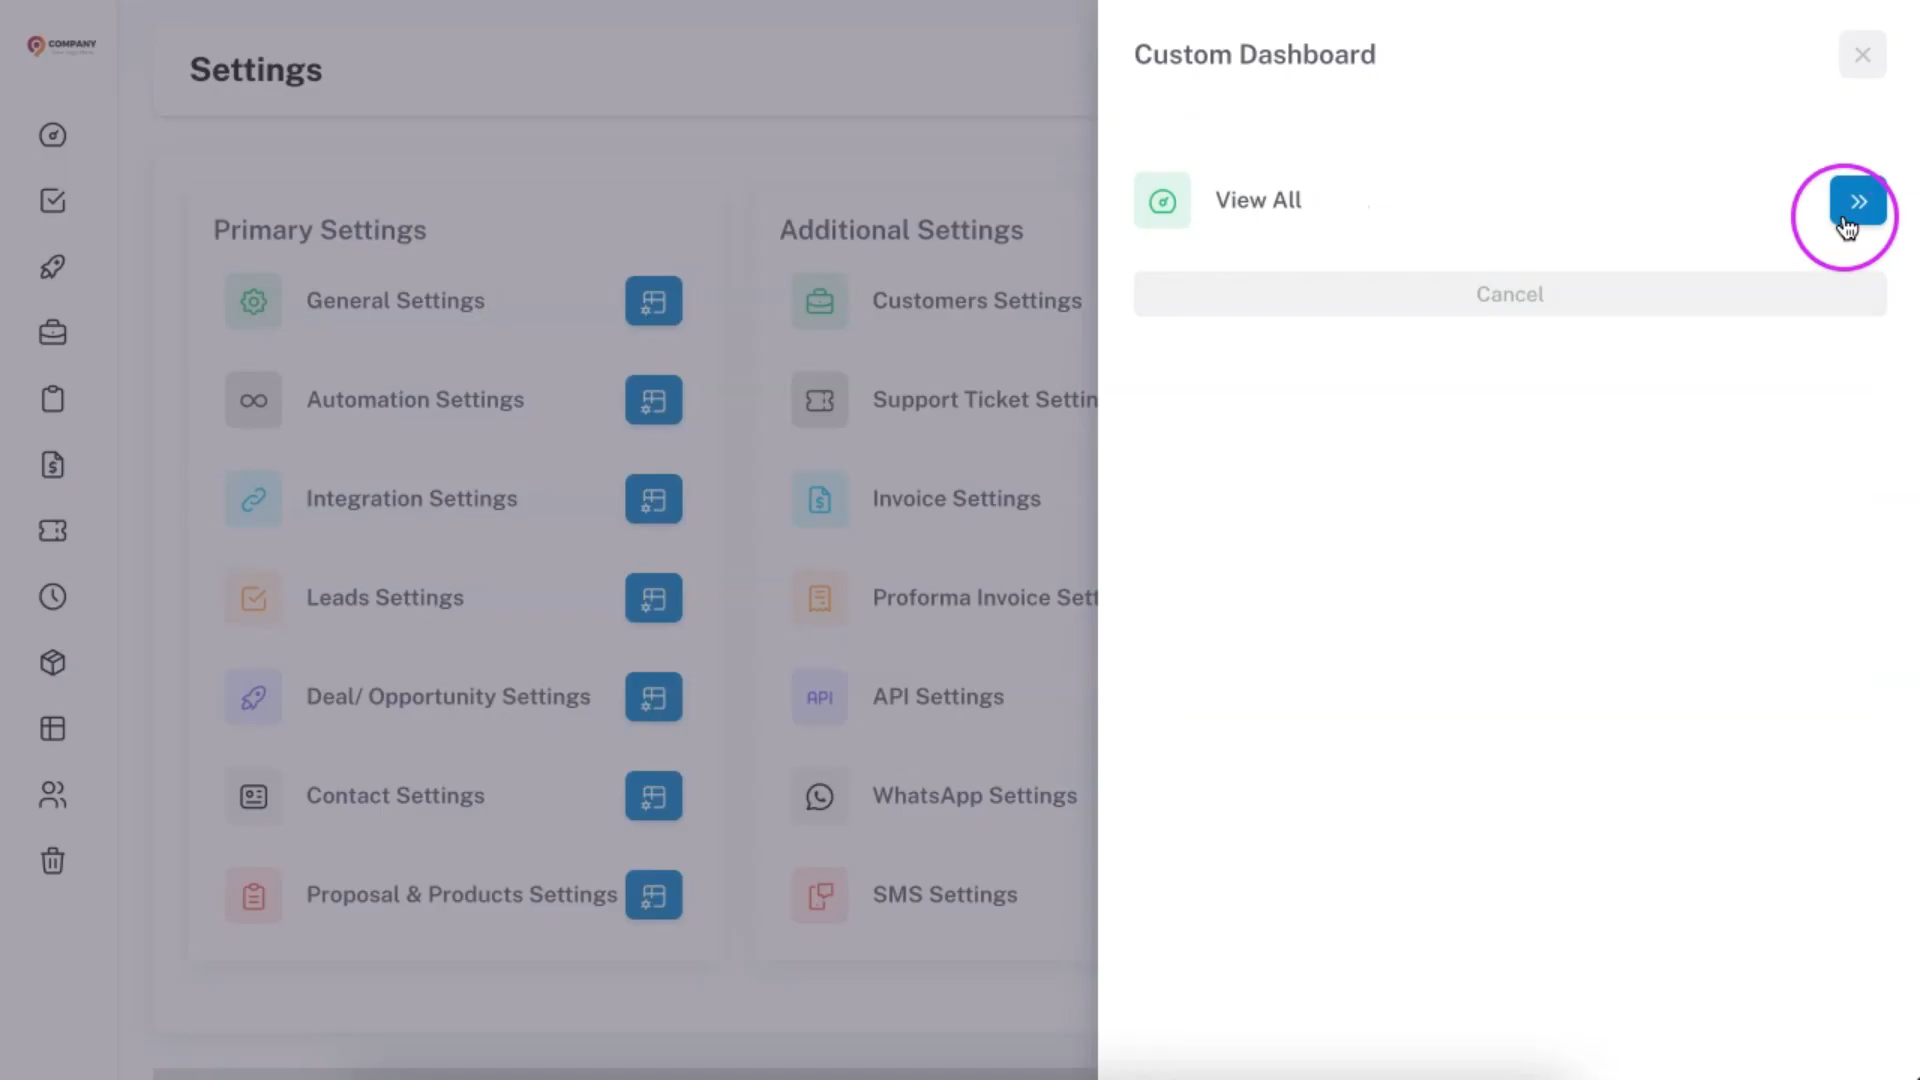 COMPANY
Settings
Custom Dashboard
View All
Cancel
Primary Settings
General Settings
Automation Settings
Integration Settings
Leads Settings
Deal/ Opportunity Settings
Contact Settings
Proposal & Products Settings
Additional Settings
Customers Settings
Support Ticket Settin
Invoice Settings
Proforma Invoice Sett
API
API Settings
WhatsApp Settings
SMS Settings